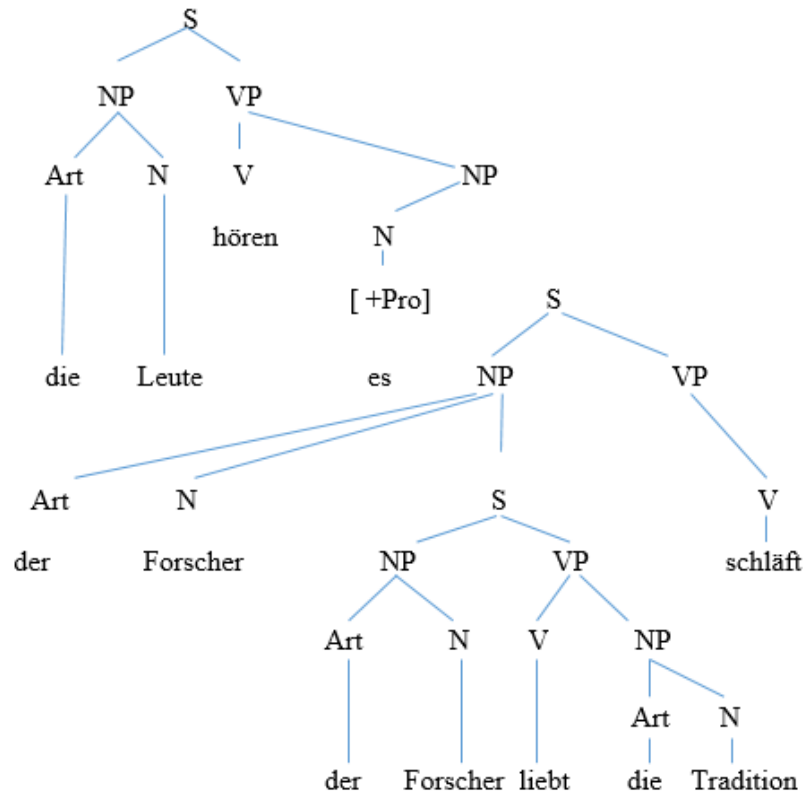 S
NP VP
Art N V NP
hören N
[ +Pro] S
die Leute es NP VP
Art N S V
der Forscher NP VP schläft
Art N V NP
Art N
der Forscher liebt die Tradition